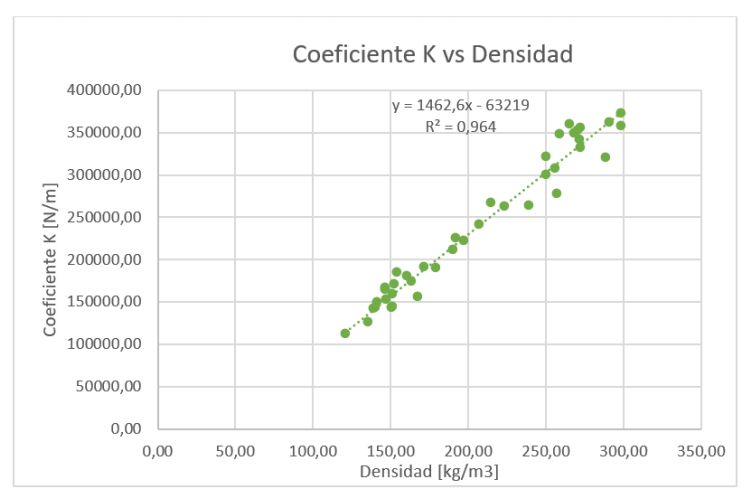 Coeficiente K vs Densidad
y = 1462,6x - 63219
R² = 0,964
Coeficiente K [N/m]
400000,00
350000,00
300000,00
250000,00
200000,00
150000,00
100000,00
50000,00
0,00
0,00 50,00 100,00 150,00 200,00 250,00 300,00 350,00
Densidad [kg/m3]